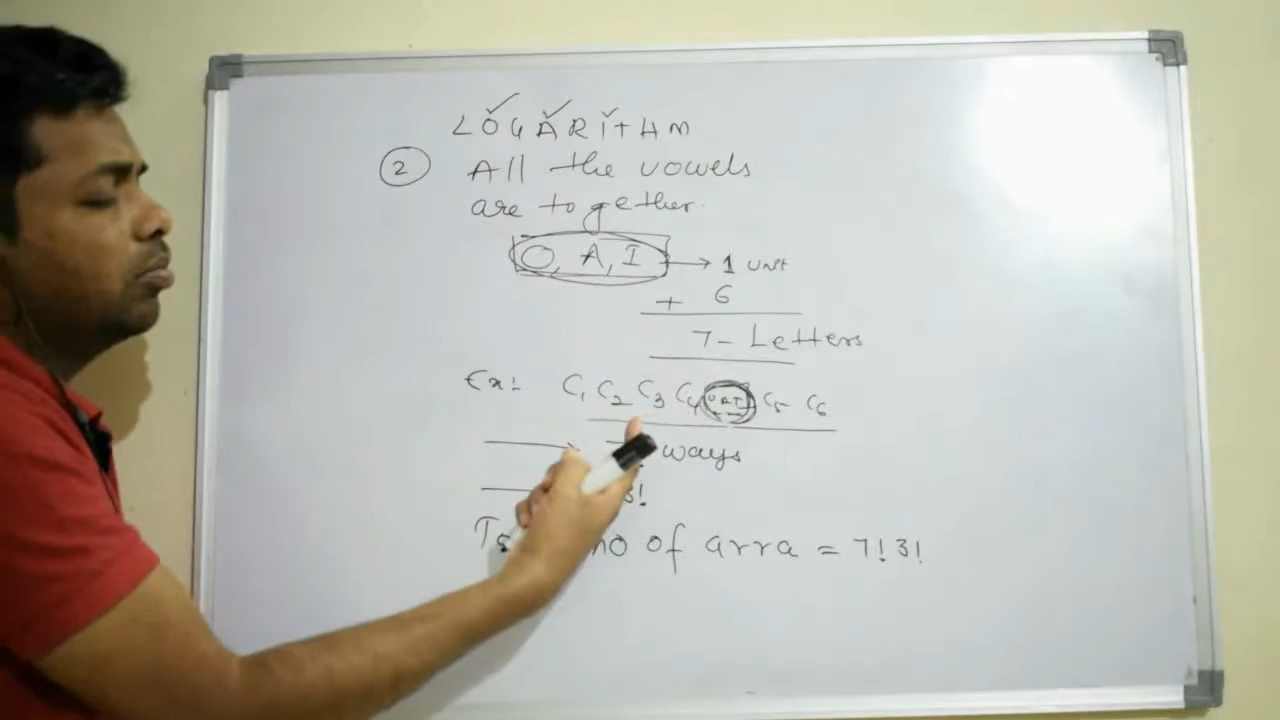 LOGARITHM
2 All the vowels
are together.
O, A, I → 1 unit
+ 6
7 - Letters
Ex: C1 C2 C3 C4 C5 C6
ways
3!
no of arra = 7! 3!